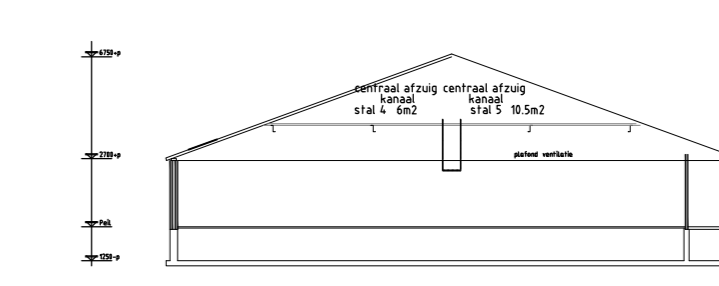 6750+p
centraal afzuig centraal afzuig
kanaal kanaal
stal 4 6m2 stal 5 10.5m2
2700+p
plafond ventilatie
Peil
1250-p